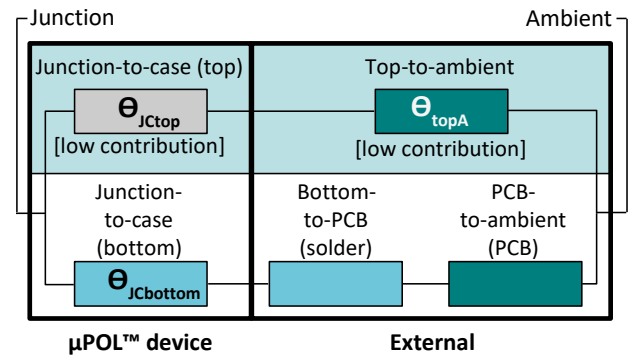 Junction
Ambient
Junction-to-case (top)
Top-to-ambient
ΘJCtop
ΘtopA
[low contribution]
[low contribution]
Junction-
to-case
(bottom)
Bottom-
to-PCB
(solder)
PCB-
to-ambient
(PCB)
ΘJCbottom
µPOL™ device
External